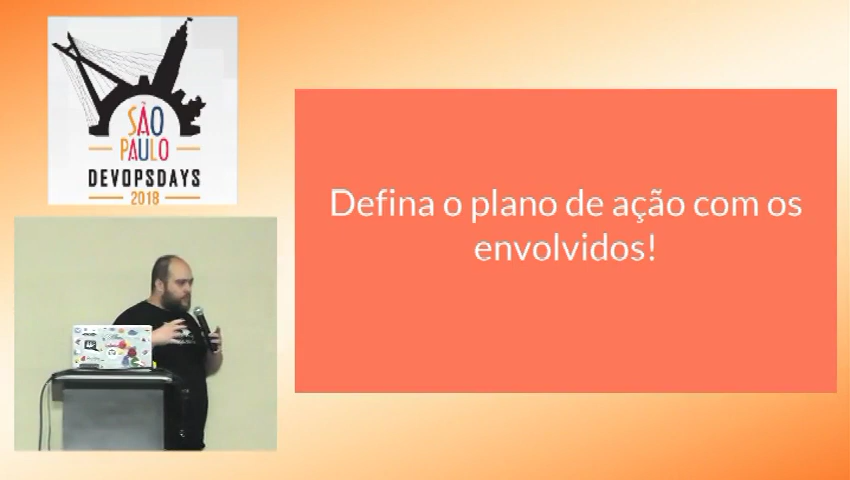 SÃO
PAULO
DEVOPSDAYS
2018
Defina o plano de ação com os
envolvidos!